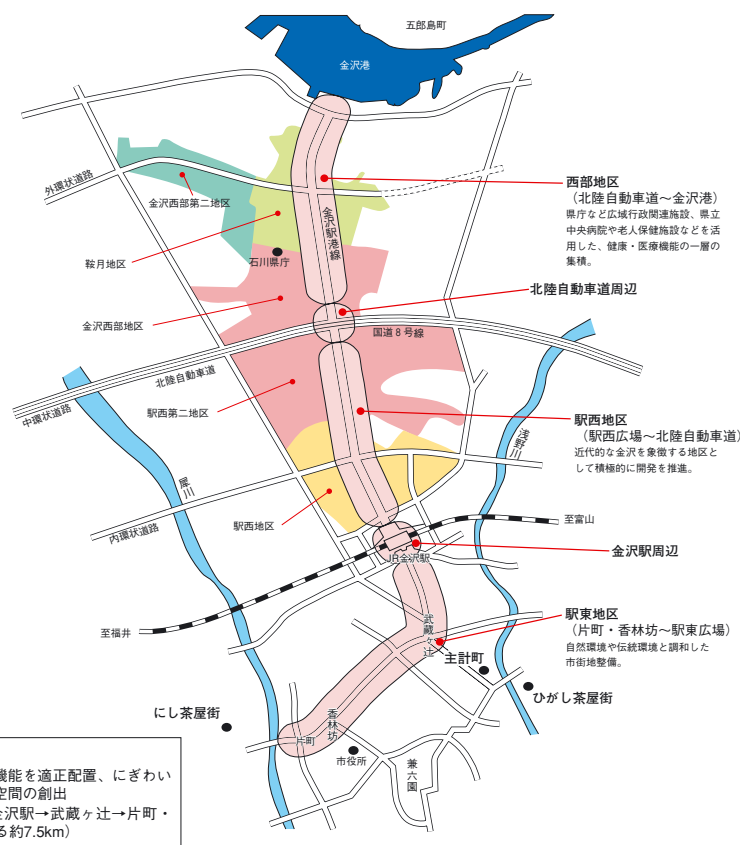 五郎島町
金沢港
外環状道路
金沢西部第二地区
金沢駅港線
西部地区
（北陸自動車道～金沢港）
県庁など広域行政関連施設、県立
中央病院や老人保健施設などを活
用した、健康・医療機能の一層の
集積。
鞍月地区
石川県庁
北陸自動車道周辺
金沢西部地区
国道８号線
北陸自動車道
中環状道路
駅西第二地区
駅西地区
（駅西広場～北陸自動車道）
近代的な金沢を象徴する地区と
して積極的に開発を推進。
浅野川
犀川
内環状道路
駅西地区
至富山
金沢駅周辺
JR金沢駅
至福井
武蔵ヶ辻
駅東地区
（片町・香林坊～駅東広場）
自然環境や伝統環境と調和した
市街地整備。
主計町
ひがし茶屋街
にし茶屋街
香林坊
片町
市役所
兼六園
機能を適正配置、にぎわい
空間の創出
金沢駅→武蔵ヶ辻→片町・
る約7.5km）